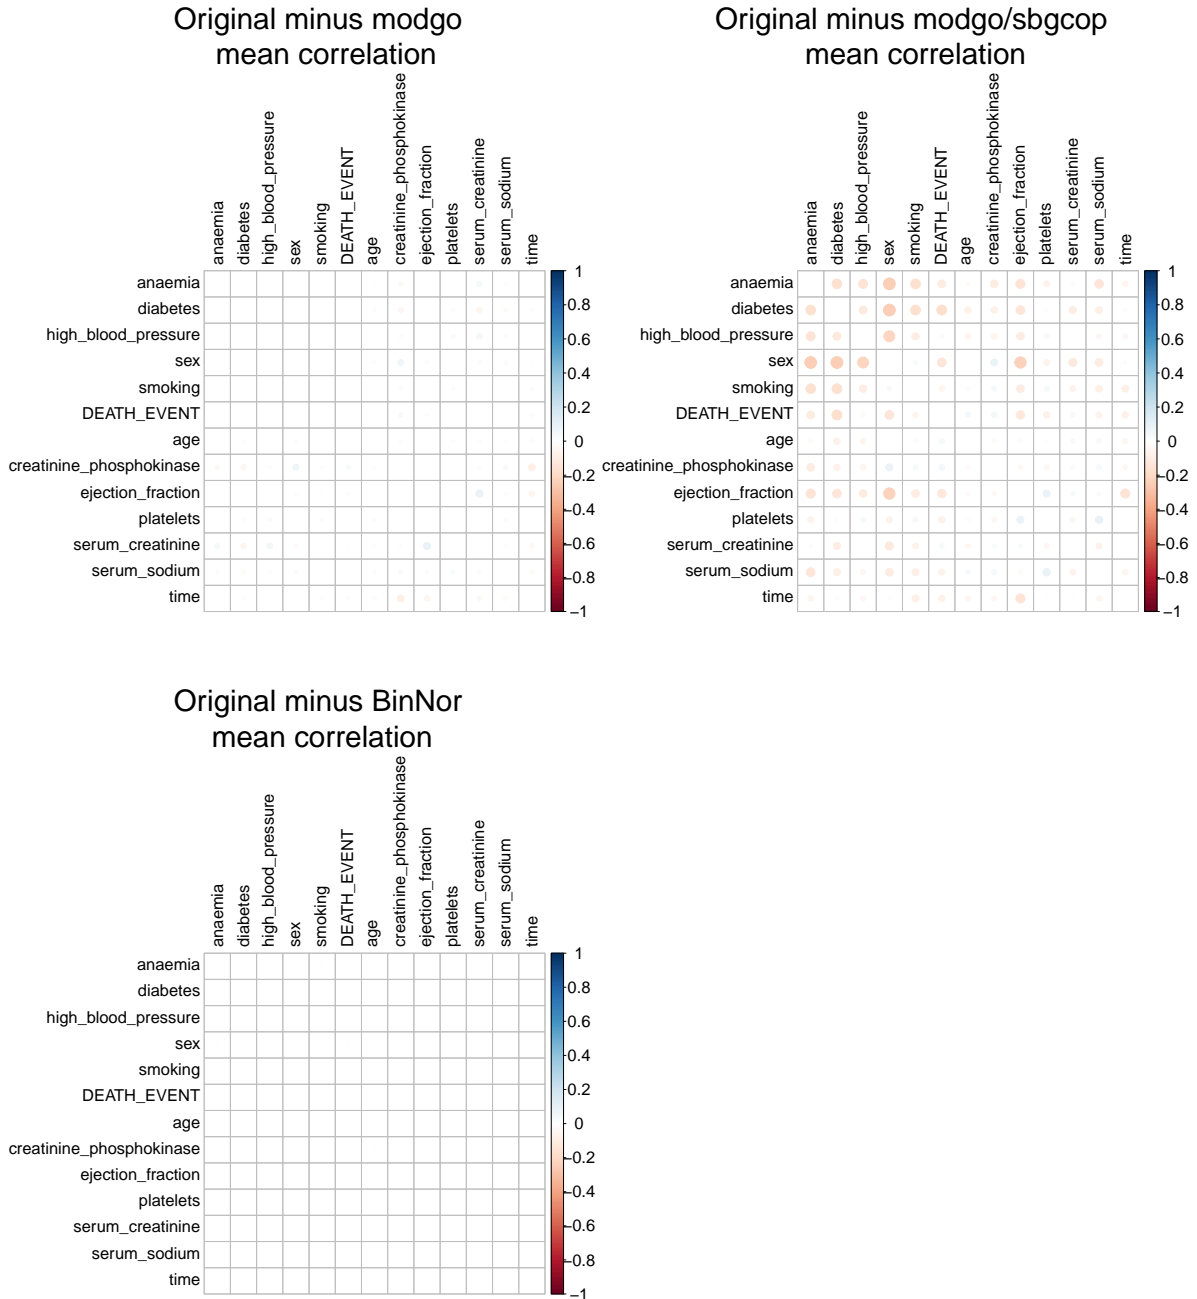 Original minus modgo
mean correlation
anaemia
diabetes
high_blood_pressure
sex
smoking
DEATH_EVENT
age
creatinine_phosphokinase
ejection_fraction
platelets
serum_creatinine
serum_sodium
time
anaemia
diabetes
high_blood_pressure
sex
smoking
DEATH_EVENT
age
creatinine_phosphokinase
ejection_fraction
platelets
serum_creatinine
serum_sodium
time
1
0.8
0.6
0.4
0.2
0
−0.2
−0.4
−0.6
−0.8
−1
Original minus modgo/sbgcop
mean correlation
anaemia
diabetes
high_blood_pressure
sex
smoking
DEATH_EVENT
age
creatinine_phosphokinase
ejection_fraction
platelets
serum_creatinine
serum_sodium
time
anaemia
diabetes
high_blood_pressure
sex
smoking
DEATH_EVENT
age
creatinine_phosphokinase
ejection_fraction
platelets
serum_creatinine
serum_sodium
time
1
0.8
0.6
0.4
0.2
0
−0.2
−0.4
−0.6
−0.8
−1
Original minus BinNor
mean correlation
anaemia
diabetes
high_blood_pressure
sex
smoking
DEATH_EVENT
age
creatinine_phosphokinase
ejection_fraction
platelets
serum_creatinine
serum_sodium
time
anaemia
diabetes
high_blood_pressure
sex
smoking
DEATH_EVENT
age
creatinine_phosphokinase
ejection_fraction
platelets
serum_creatinine
serum_sodium
time
1
0.8
0.6
0.4
0.2
0
−0.2
−0.4
−0.6
−0.8
−1